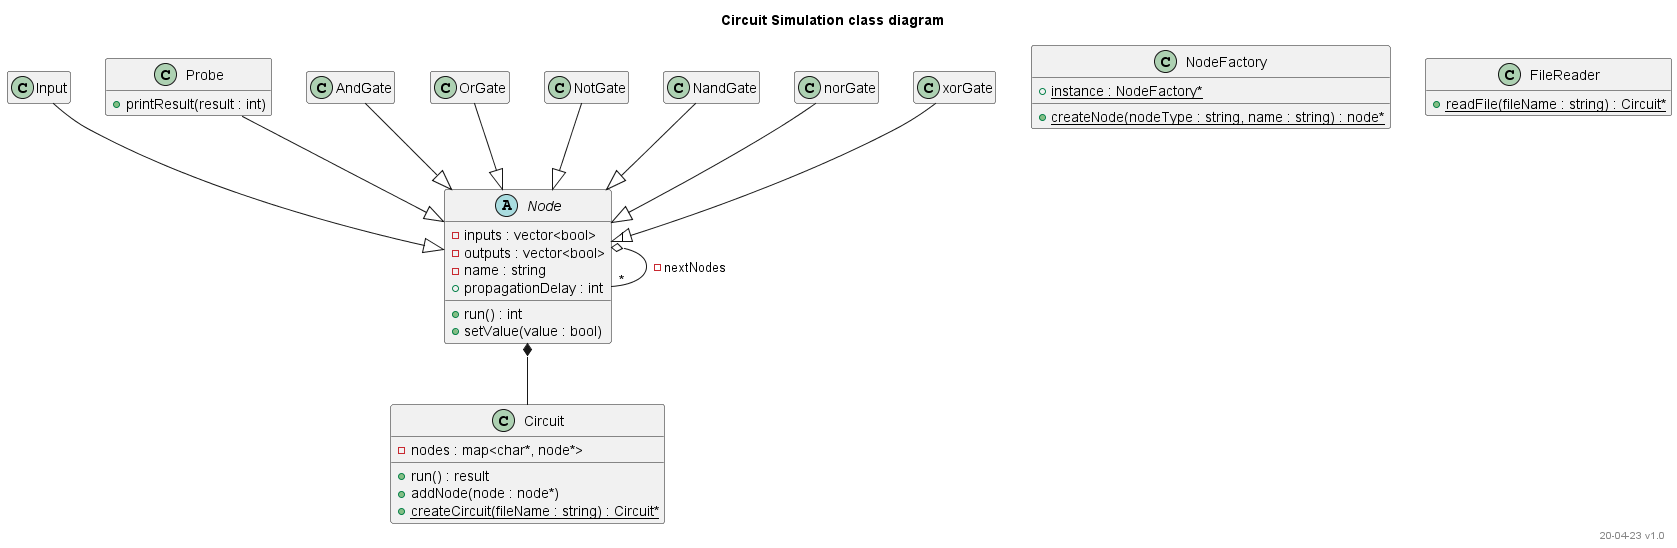 Circuit Simulation class diagram
C Input
C Probe
printResult(result : int)
C AndGate
C OrGate
C NotGate
C NandGate
C norGate
C xorGate
C NodeFactory
instance : NodeFactory*
createNode(nodeType : string, name : string) : node*
C FileReader
readFile(fileName : string) : Circuit*
A Node
inputs : vector<bool>
outputs : vector<bool>
name : string
propagationDelay : int
run() : int
setValue(value : bool)
1
nextNodes
*
C Circuit
nodes : map<char*, node*>
run() : result
addNode(node : node*)
createCircuit(fileName : string) : Circuit*
20-04-23 v1.0